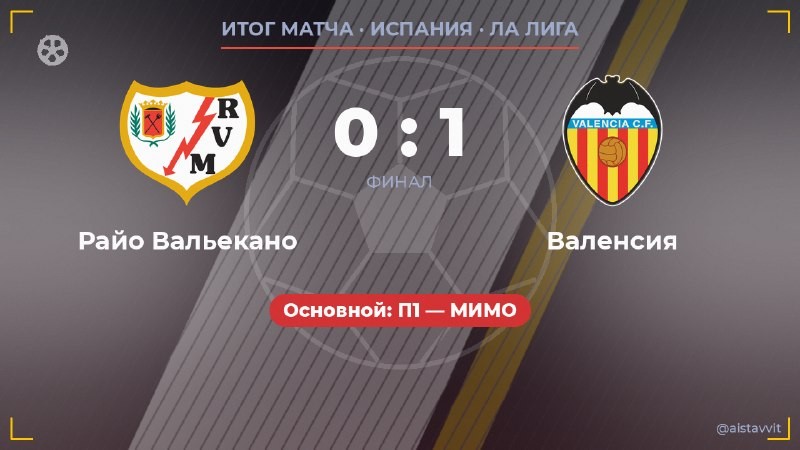 ИТОГ МАТЧА · ИСПАНИЯ · ЛА ЛИГА
R
V
M
0 : 1
VALENCIA C.F.
ФИНАЛ
Райо Вальекано
Валенсия
Основной: П1 — МИМО
@aistavvit